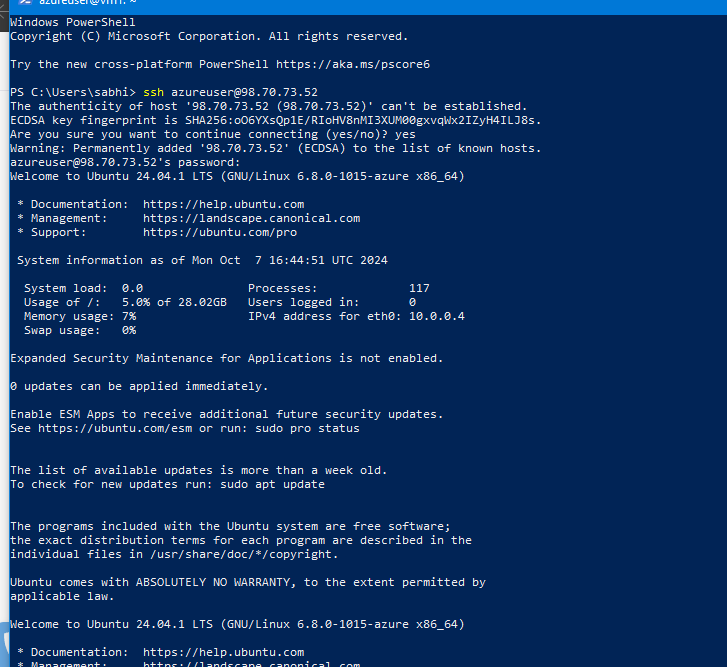 azureuser@vm1: ~
Windows PowerShell
Copyright (C) Microsoft Corporation. All rights reserved.
Try the new cross-platform PowerShell https://aka.ms/pscore6
PS C:\Users\sabhi> ssh azureuser@98.70.73.52
The authenticity of host '98.70.73.52 (98.70.73.52)' can't be established.
ECDSA key fingerprint is SHA256:oO6YXsQp1E/RIoHV8nMI3XUM00gxvqWx2IZyH4ILJ8s.
Are you sure you want to continue connecting (yes/no)? yes
Warning: Permanently added '98.70.73.52' (ECDSA) to the list of known hosts.
azureuser@98.70.73.52's password:
Welcome to Ubuntu 24.04.1 LTS (GNU/Linux 6.8.0-1015-azure x86_64)
* Documentation:  https://help.ubuntu.com
* Management:     https://landscape.canonical.com
* Support:        https://ubuntu.com/pro
System information as of Mon Oct  7 16:44:51 UTC 2024
System load:  0.0                Processes:             117
Usage of /:   5.0% of 28.02GB   Users logged in:       0
Memory usage: 7%                IPv4 address for eth0: 10.0.0.4
Swap usage:   0%
Expanded Security Maintenance for Applications is not enabled.
0 updates can be applied immediately.
Enable ESM Apps to receive additional future security updates.
See https://ubuntu.com/esm or run: sudo pro status
The list of available updates is more than a week old.
To check for new updates run: sudo apt update
The programs included with the Ubuntu system are free software;
the exact distribution terms for each program are described in the
individual files in /usr/share/doc/*/copyright.
Ubuntu comes with ABSOLUTELY NO WARRANTY, to the extent permitted by
applicable law.
Welcome to Ubuntu 24.04.1 LTS (GNU/Linux 6.8.0-1015-azure x86_64)
* Documentation:  https://help.ubuntu.com
* Management:     https://landscape.canonical.com